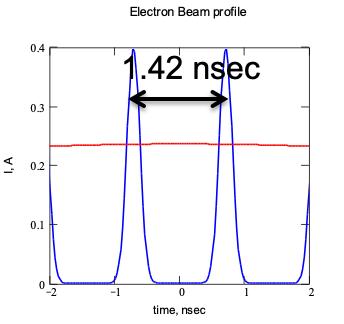 Electron Beam profile
0.4
1.42 nsec
0.3
I, A
0.2
0.1
0
-2
-1
0
1
2
time, nsec